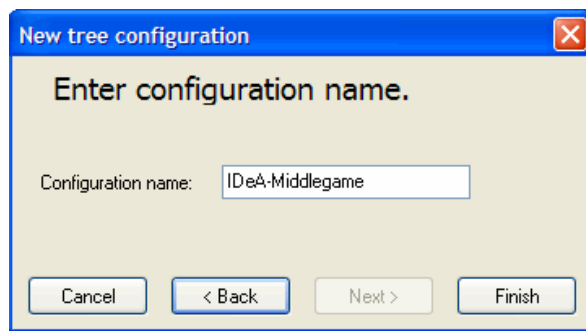 New tree configuration
Enter configuration name.
Configuration name: IDeA-Middlegame
Cancel < Back Next > Finish